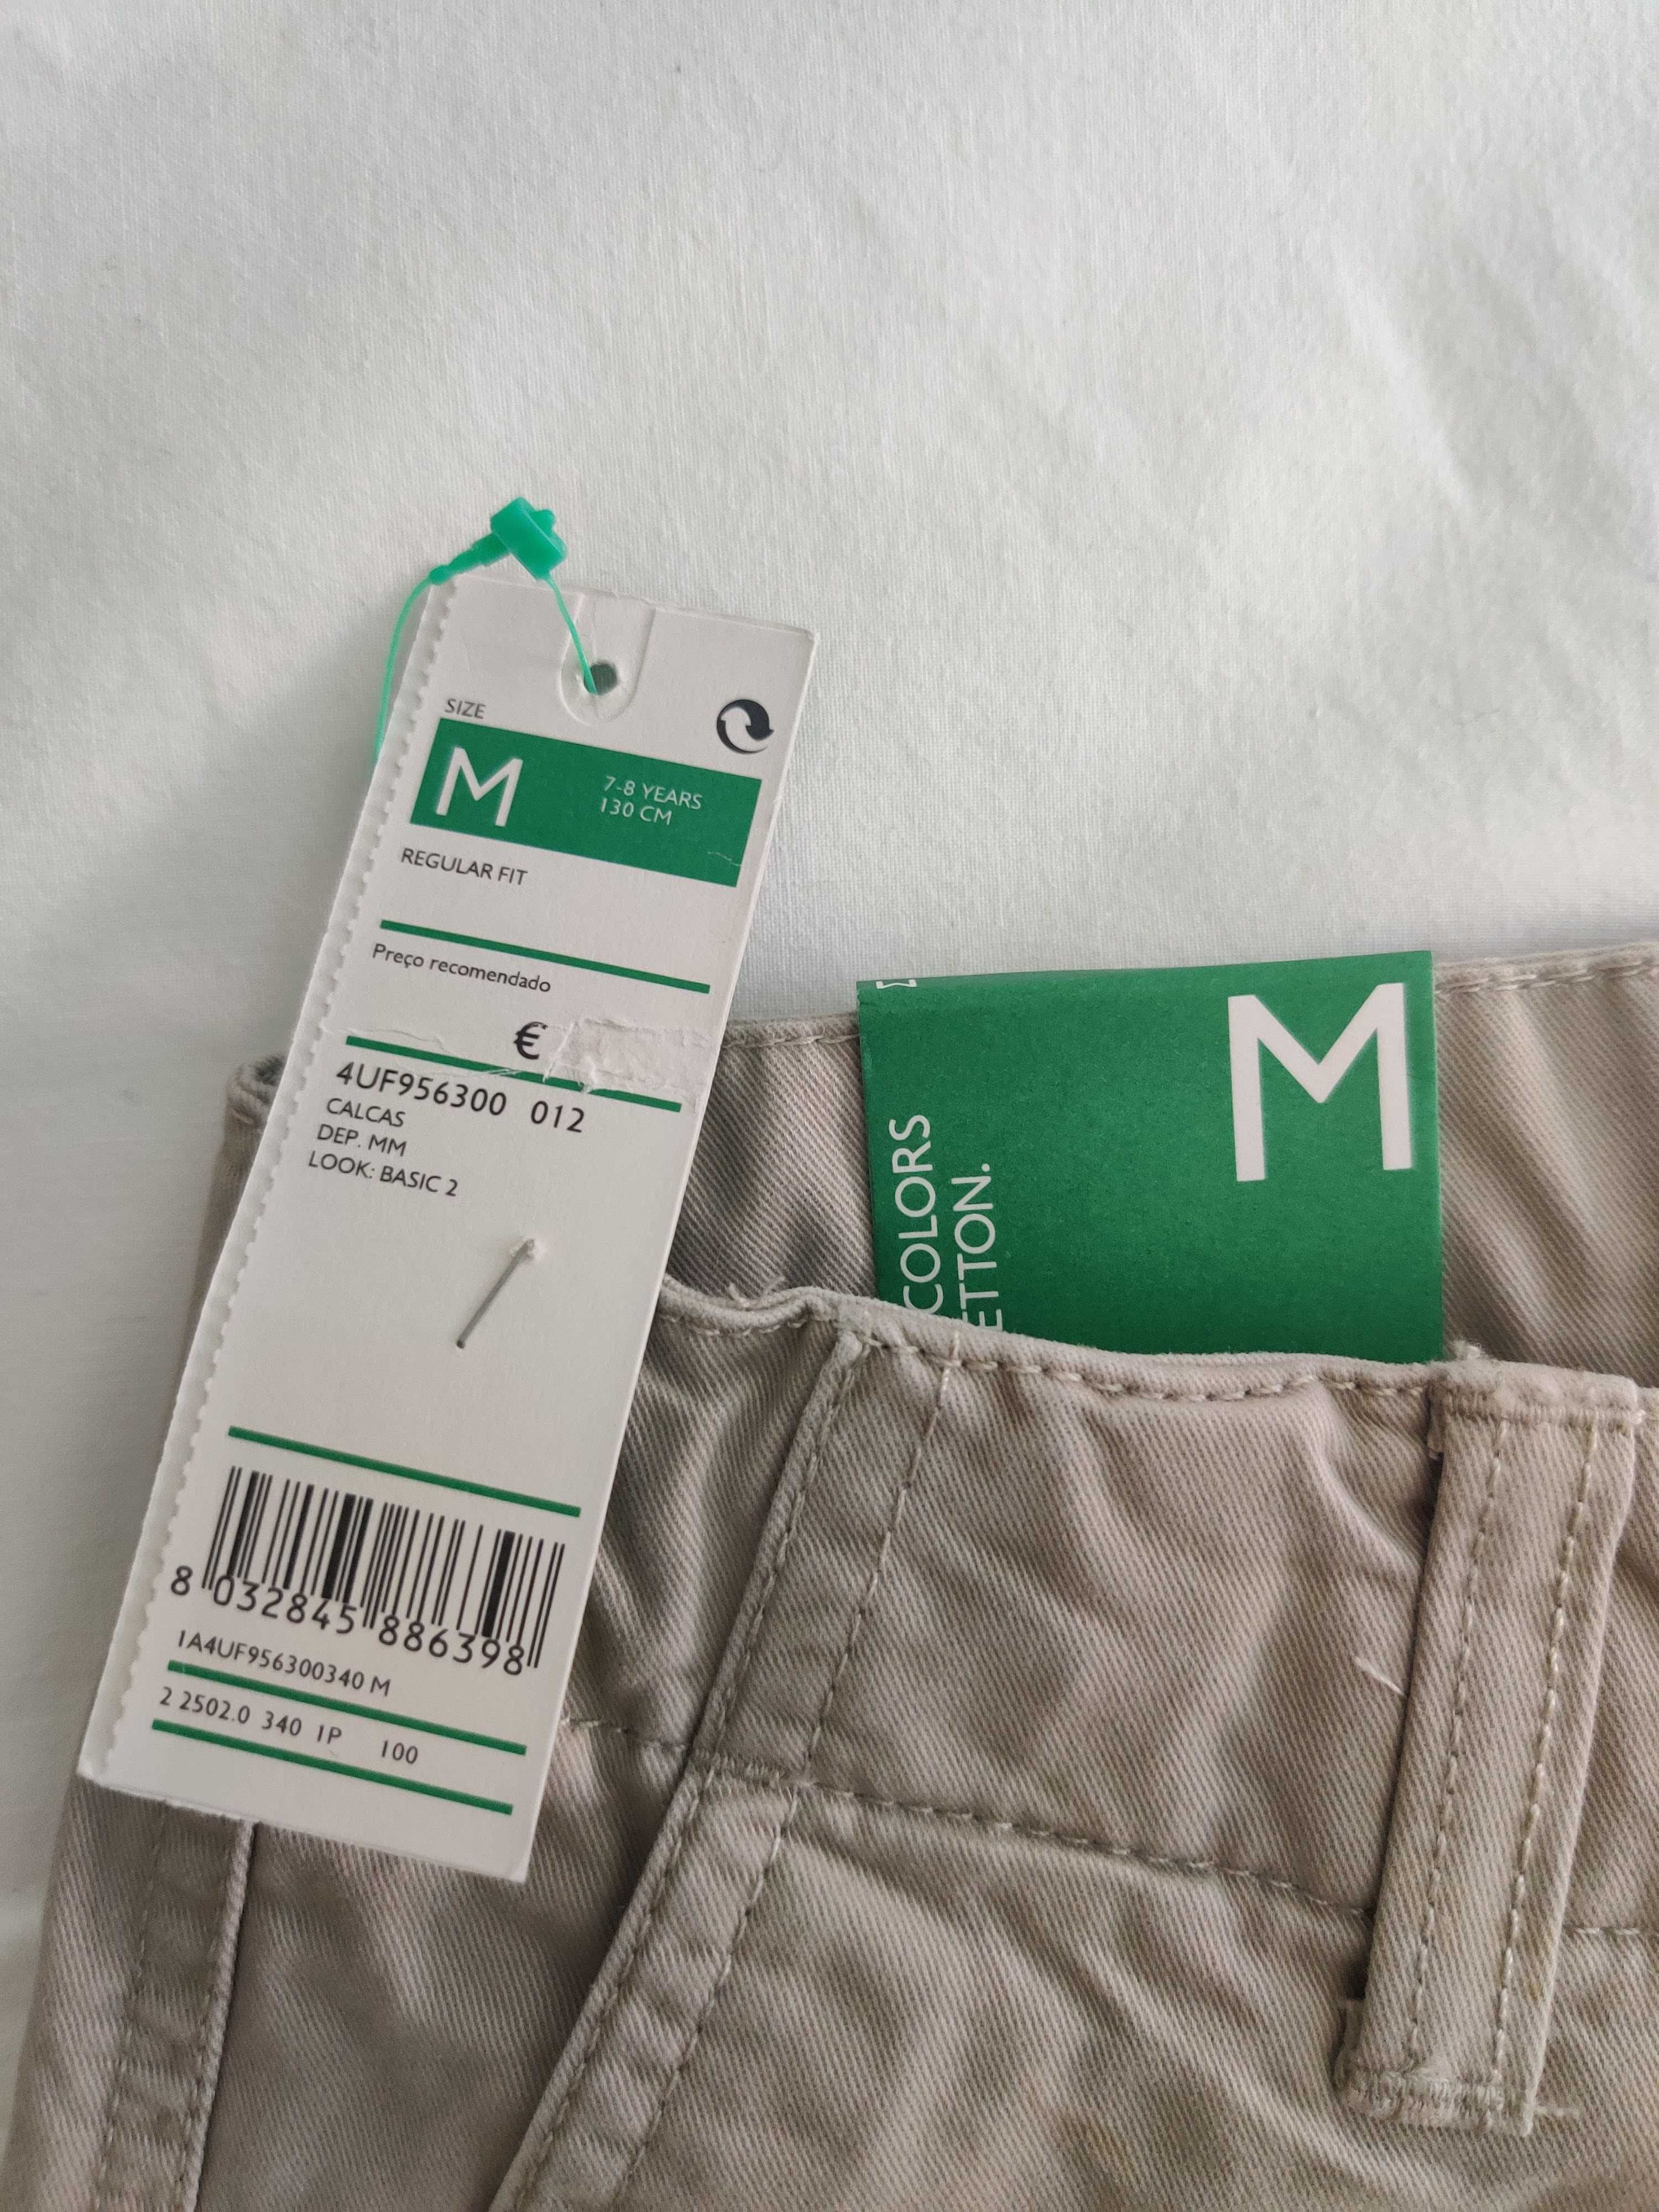 SIZE
M
7-8 YEARS
130 CM
REGULAR FIT
Preço recomendado
€
4UF956300 012
CALCAS
DEP. MM
LOOK: BASIC 2
8 032845 886398
1A4UF956300340 M
2 2502.0 340 1P 100
M
COLORS
ETTON.
M